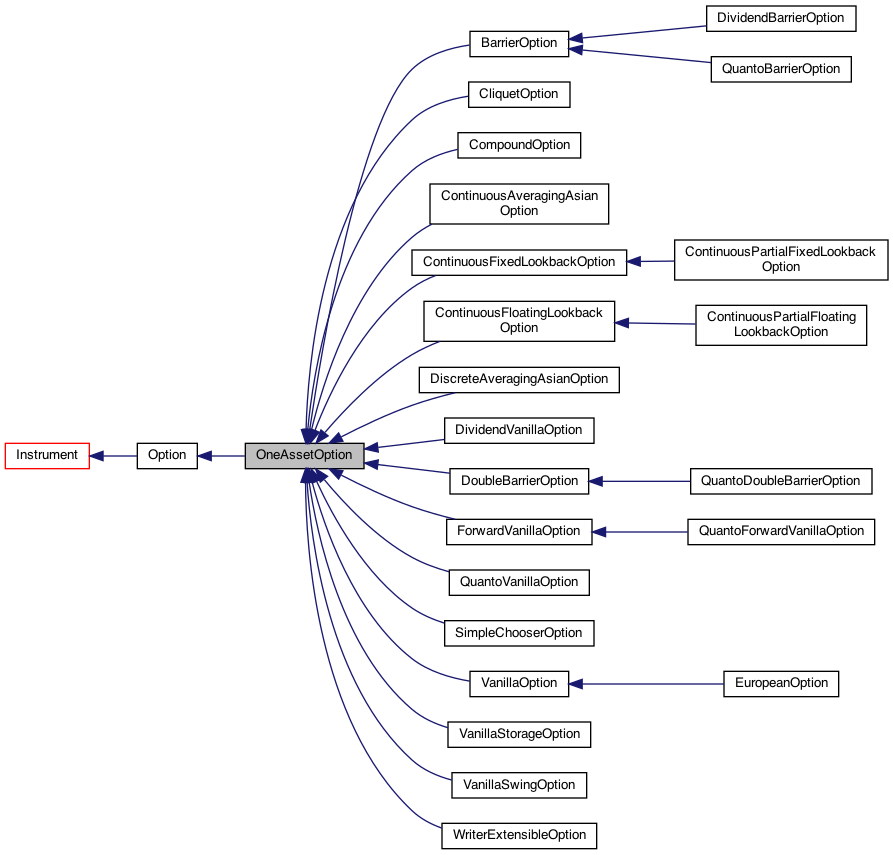 DividendBarrierOption
BarrierOption
QuantoBarrierOption
CliquetOption
CompoundOption
ContinuousAveragingAsian
Option
ContinuousFixedLookbackOption
ContinuousPartialFixedLookback
Option
ContinuousFloatingLookback
Option
ContinuousPartialFloating
LookbackOption
DiscreteAveragingAsianOption
DividendVanillaOption
Instrument
Option
OneAssetOption
DoubleBarrierOption
QuantoDoubleBarrierOption
ForwardVanillaOption
QuantoForwardVanillaOption
QuantoVanillaOption
SimpleChooserOption
VanillaOption
EuropeanOption
VanillaStorageOption
VanillaSwingOption
WriterExtensibleOption